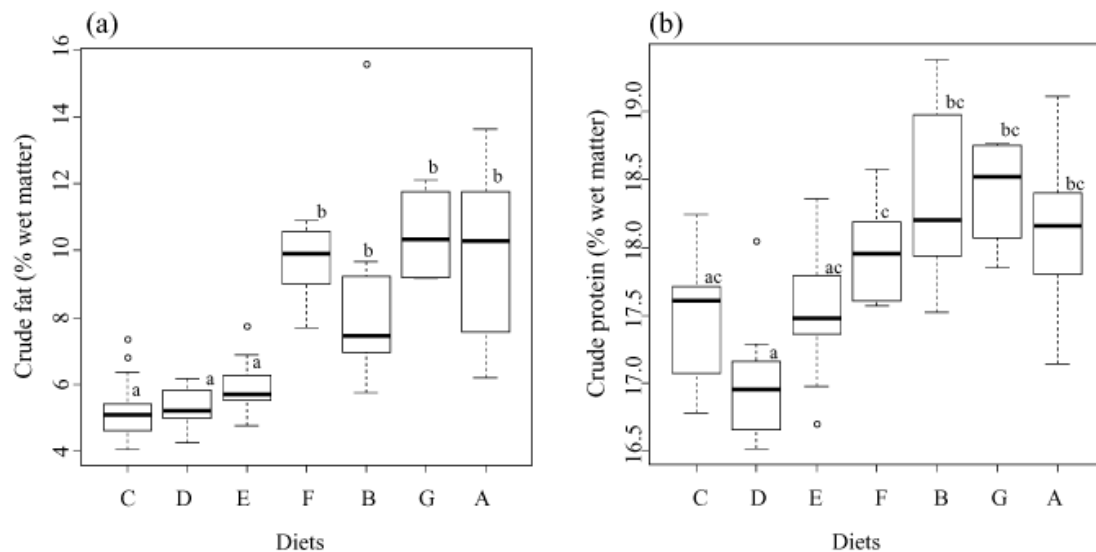 (a)
Crude fat (% wet matter)
16
14
12
10
8
6
4
a
a
a
b
b
b
b
C D E F B G A
Diets
(b)
Crude protein (% wet matter)
19.0
18.5
18.0
17.5
17.0
16.5
ac
a
ac
c
bc
bc
bc
C D E F B G A
Diets